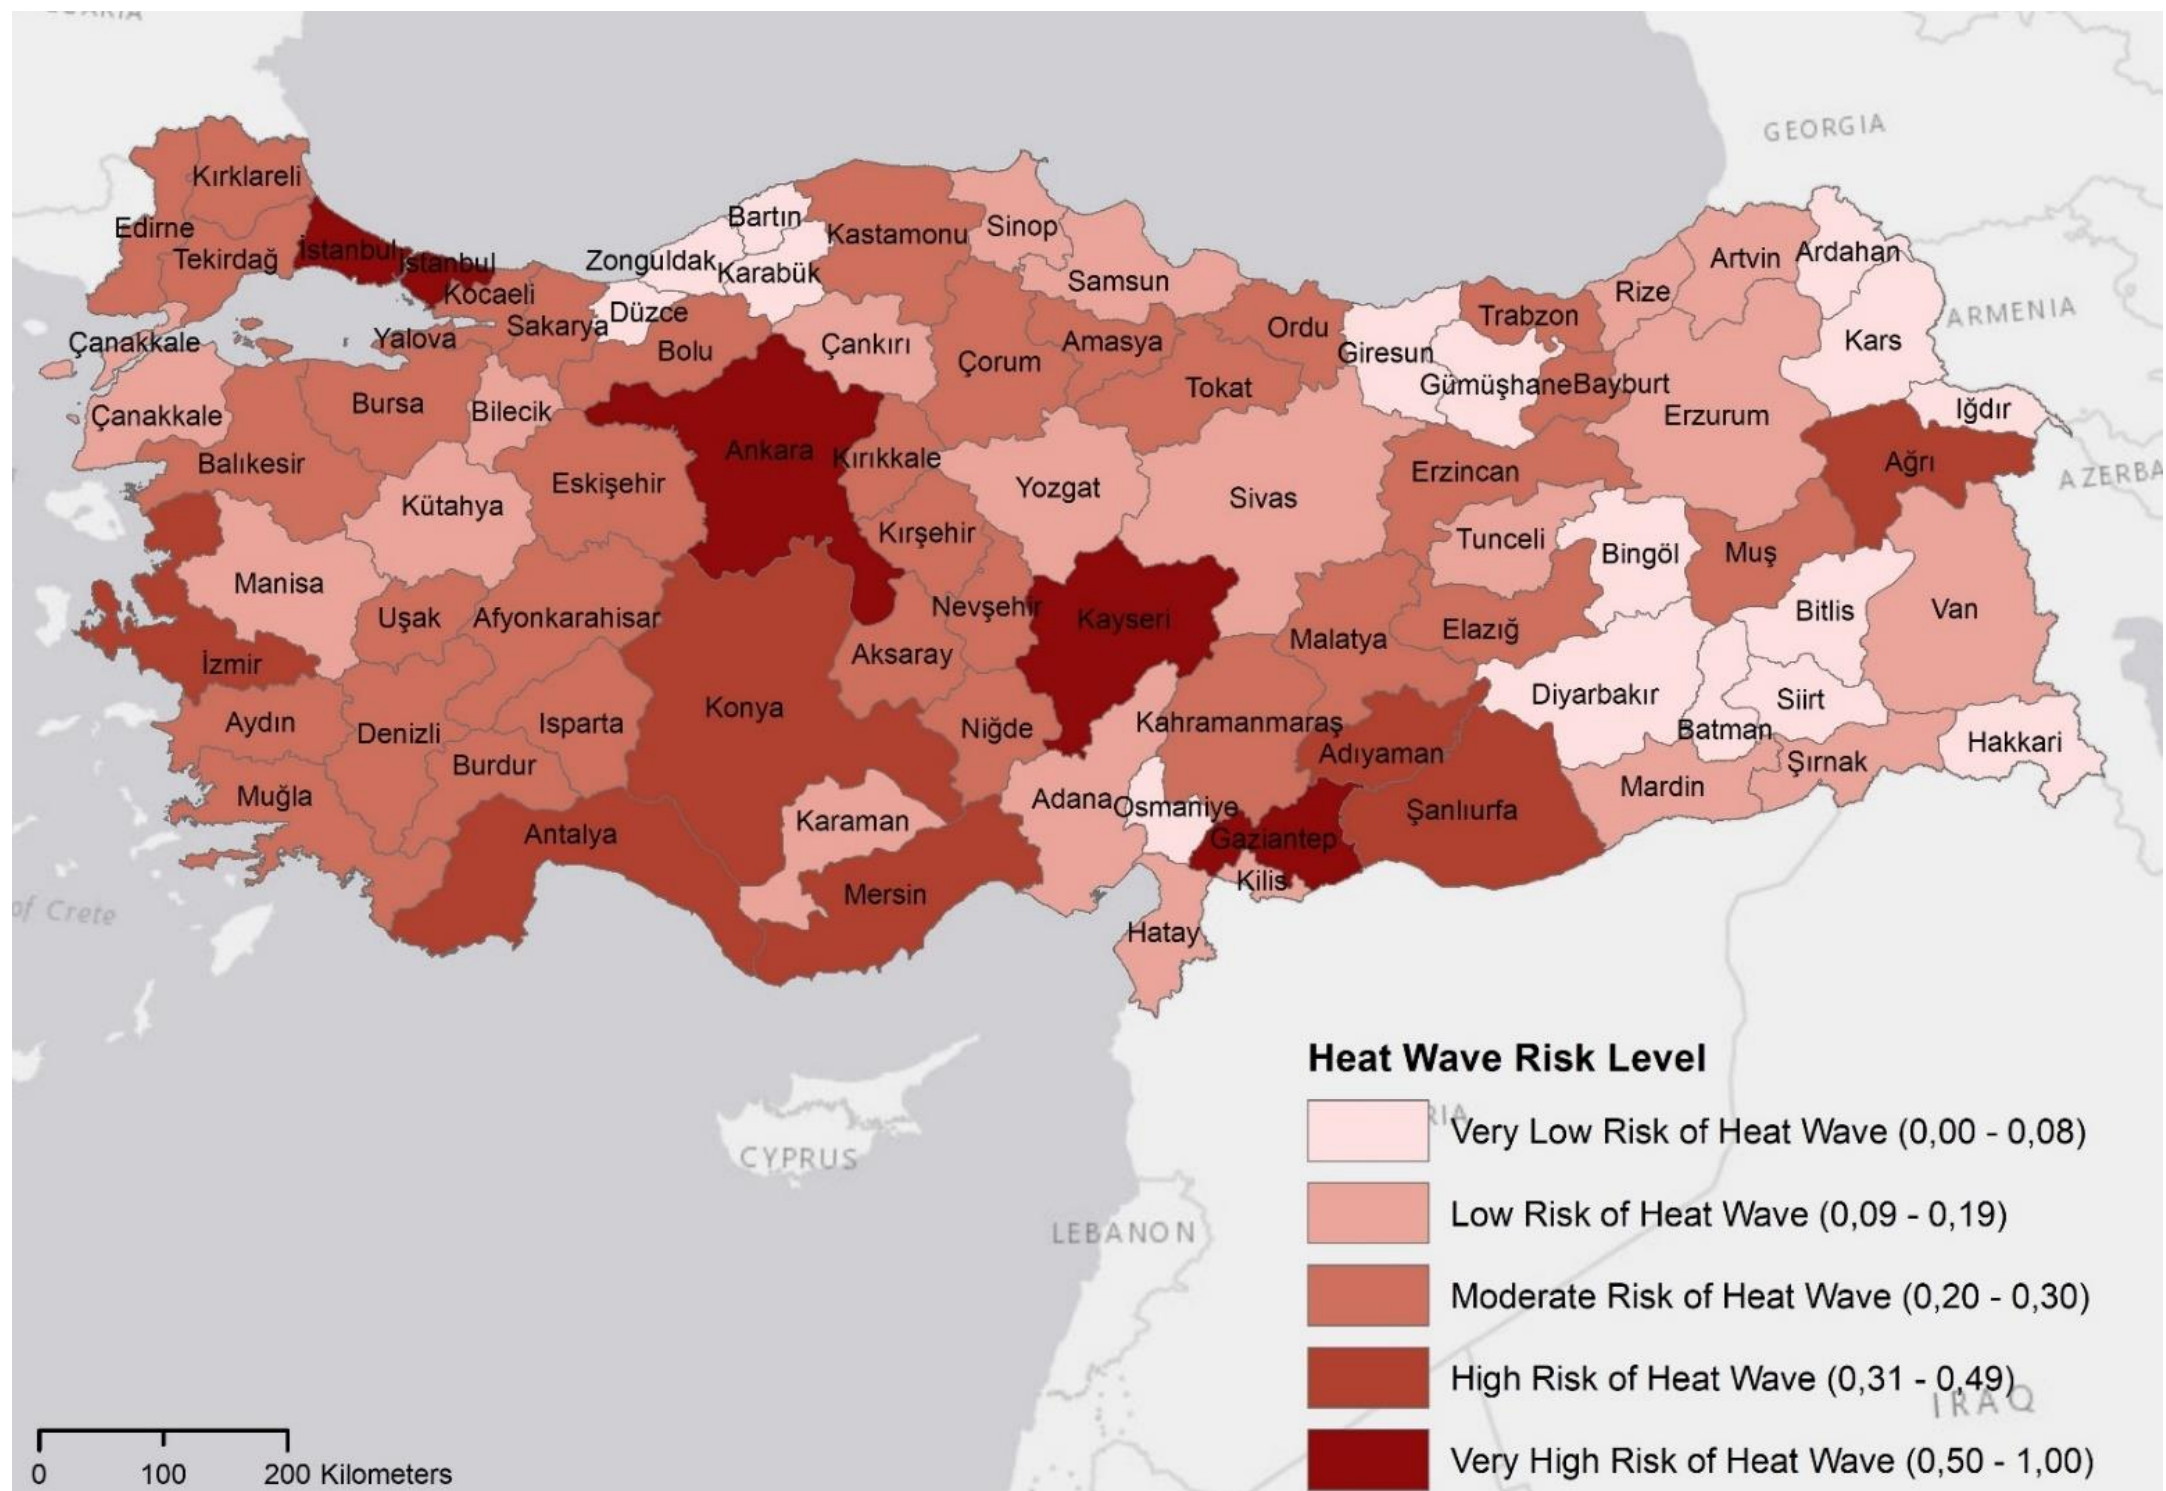 GEORGIA
Kırklareli
Edirne
Tekirdağ
İstanbul
İstanbul
Kocaeli
Sakarya
Yalova
Düzce
Bolu
Zonguldak
Bartın
Karabük
Kastamonu
Sinop
Samsun
Çankırı
Çorum
Amasya
Tokat
Ordu
Giresun
Gümüşhane
Trabzon
Bayburt
Rize
Artvin
Ardahan
Kars
ARMENIA
Iğdır
Ağrı
AZERBA
Erzurum
Erzincan
Çanakkale
Çanakkale
Bursa
Bilecik
Balıkesir
Kütahya
Eskişehir
Ankara
Kırıkkale
Kırşehir
Yozgat
Sivas
Tunceli
Bingöl
Muş
Bitlis
Van
Manisa
Uşak
Afyonkarahisar
Nevşehir
Kayseri
Aksaray
Malatya
Elazığ
İzmir
Aydın
Denizli
Isparta
Burdur
Konya
Niğde
Kahramanmaraş
Adıyaman
Diyarbakır
Batman
Siirt
Şırnak
Hakkari
Mardin
Muğla
Antalya
Karaman
Mersin
Adana
Osmaniye
Gaziantep
Şanlıurfa
Kilis
Hatay
of Crete
CYPRUS
LEBANON
IRAQ
Heat Wave Risk Level
Very Low Risk of Heat Wave (0,00 - 0,08)
Low Risk of Heat Wave (0,09 - 0,19)
Moderate Risk of Heat Wave (0,20 - 0,30)
High Risk of Heat Wave (0,31 - 0,49)
Very High Risk of Heat Wave (0,50 - 1,00)
0 100 200 Kilometers